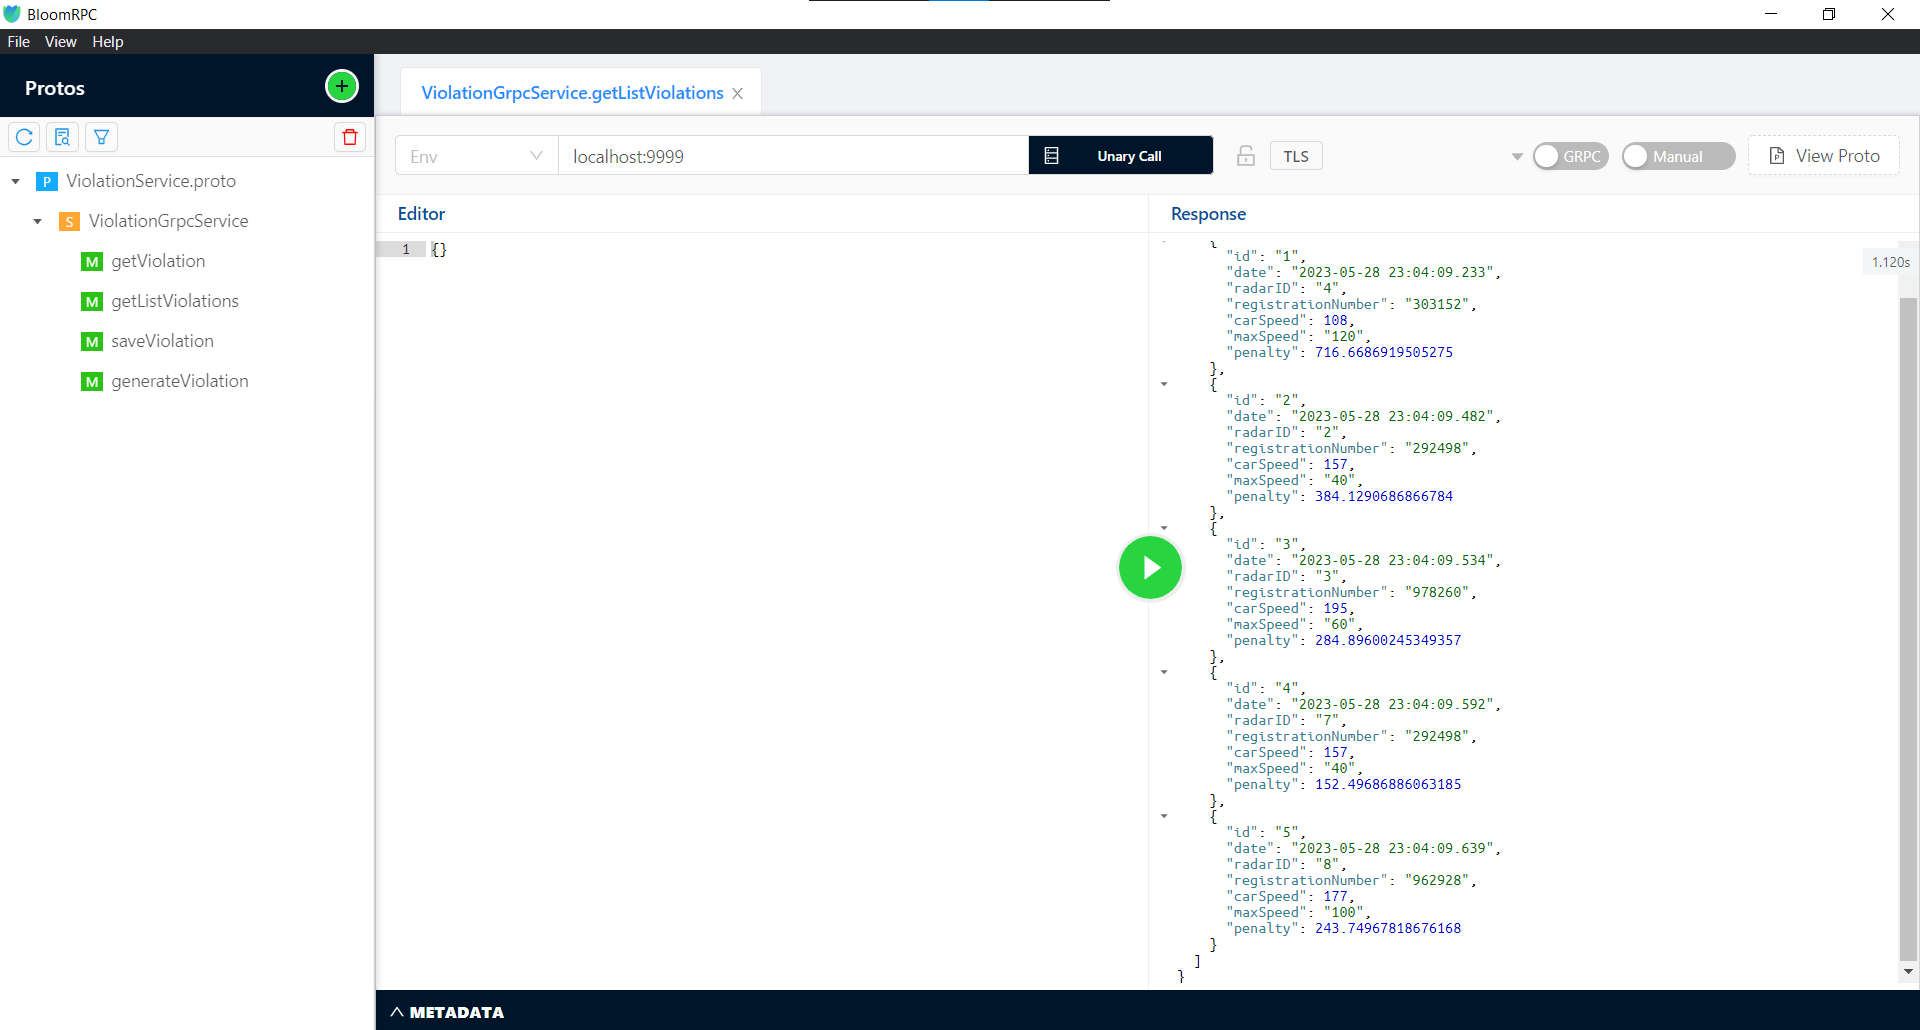 BloomRPC
File View Help
Protos
ViolationGrpcService.getListViolations
Env
localhost:9999
Unary Call
TLS
GRPC
Manual
View Proto
P ViolationService.proto
S ViolationGrpcService
M getViolation
M getListViolations
M saveViolation
M generateViolation
Editor
1 {}
Response
1.120s
{
"id": "1",
"date": "2023-05-28 23:04:09.233",
"radarID": "4",
"registrationNumber": "303152",
"carSpeed": 108,
"maxSpeed": "120",
"penalty": 716.6686919505275
},
{
"id": "2",
"date": "2023-05-28 23:04:09.482",
"radarID": "2",
"registrationNumber": "292498",
"carSpeed": 157,
"maxSpeed": "40",
"penalty": 384.1290686866784
},
{
"id": "3",
"date": "2023-05-28 23:04:09.534",
"radarID": "3",
"registrationNumber": "978260",
"carSpeed": 195,
"maxSpeed": "60",
"penalty": 284.89600245349357
},
{
"id": "4",
"date": "2023-05-28 23:04:09.592",
"radarID": "7",
"registrationNumber": "292498",
"carSpeed": 157,
"maxSpeed": "40",
"penalty": 152.49686886063185
},
{
"id": "5",
"date": "2023-05-28 23:04:09.639",
"radarID": "8",
"registrationNumber": "962928",
"carSpeed": 177,
"maxSpeed": "100",
"penalty": 243.74967818676168
}
]
}
METADATA